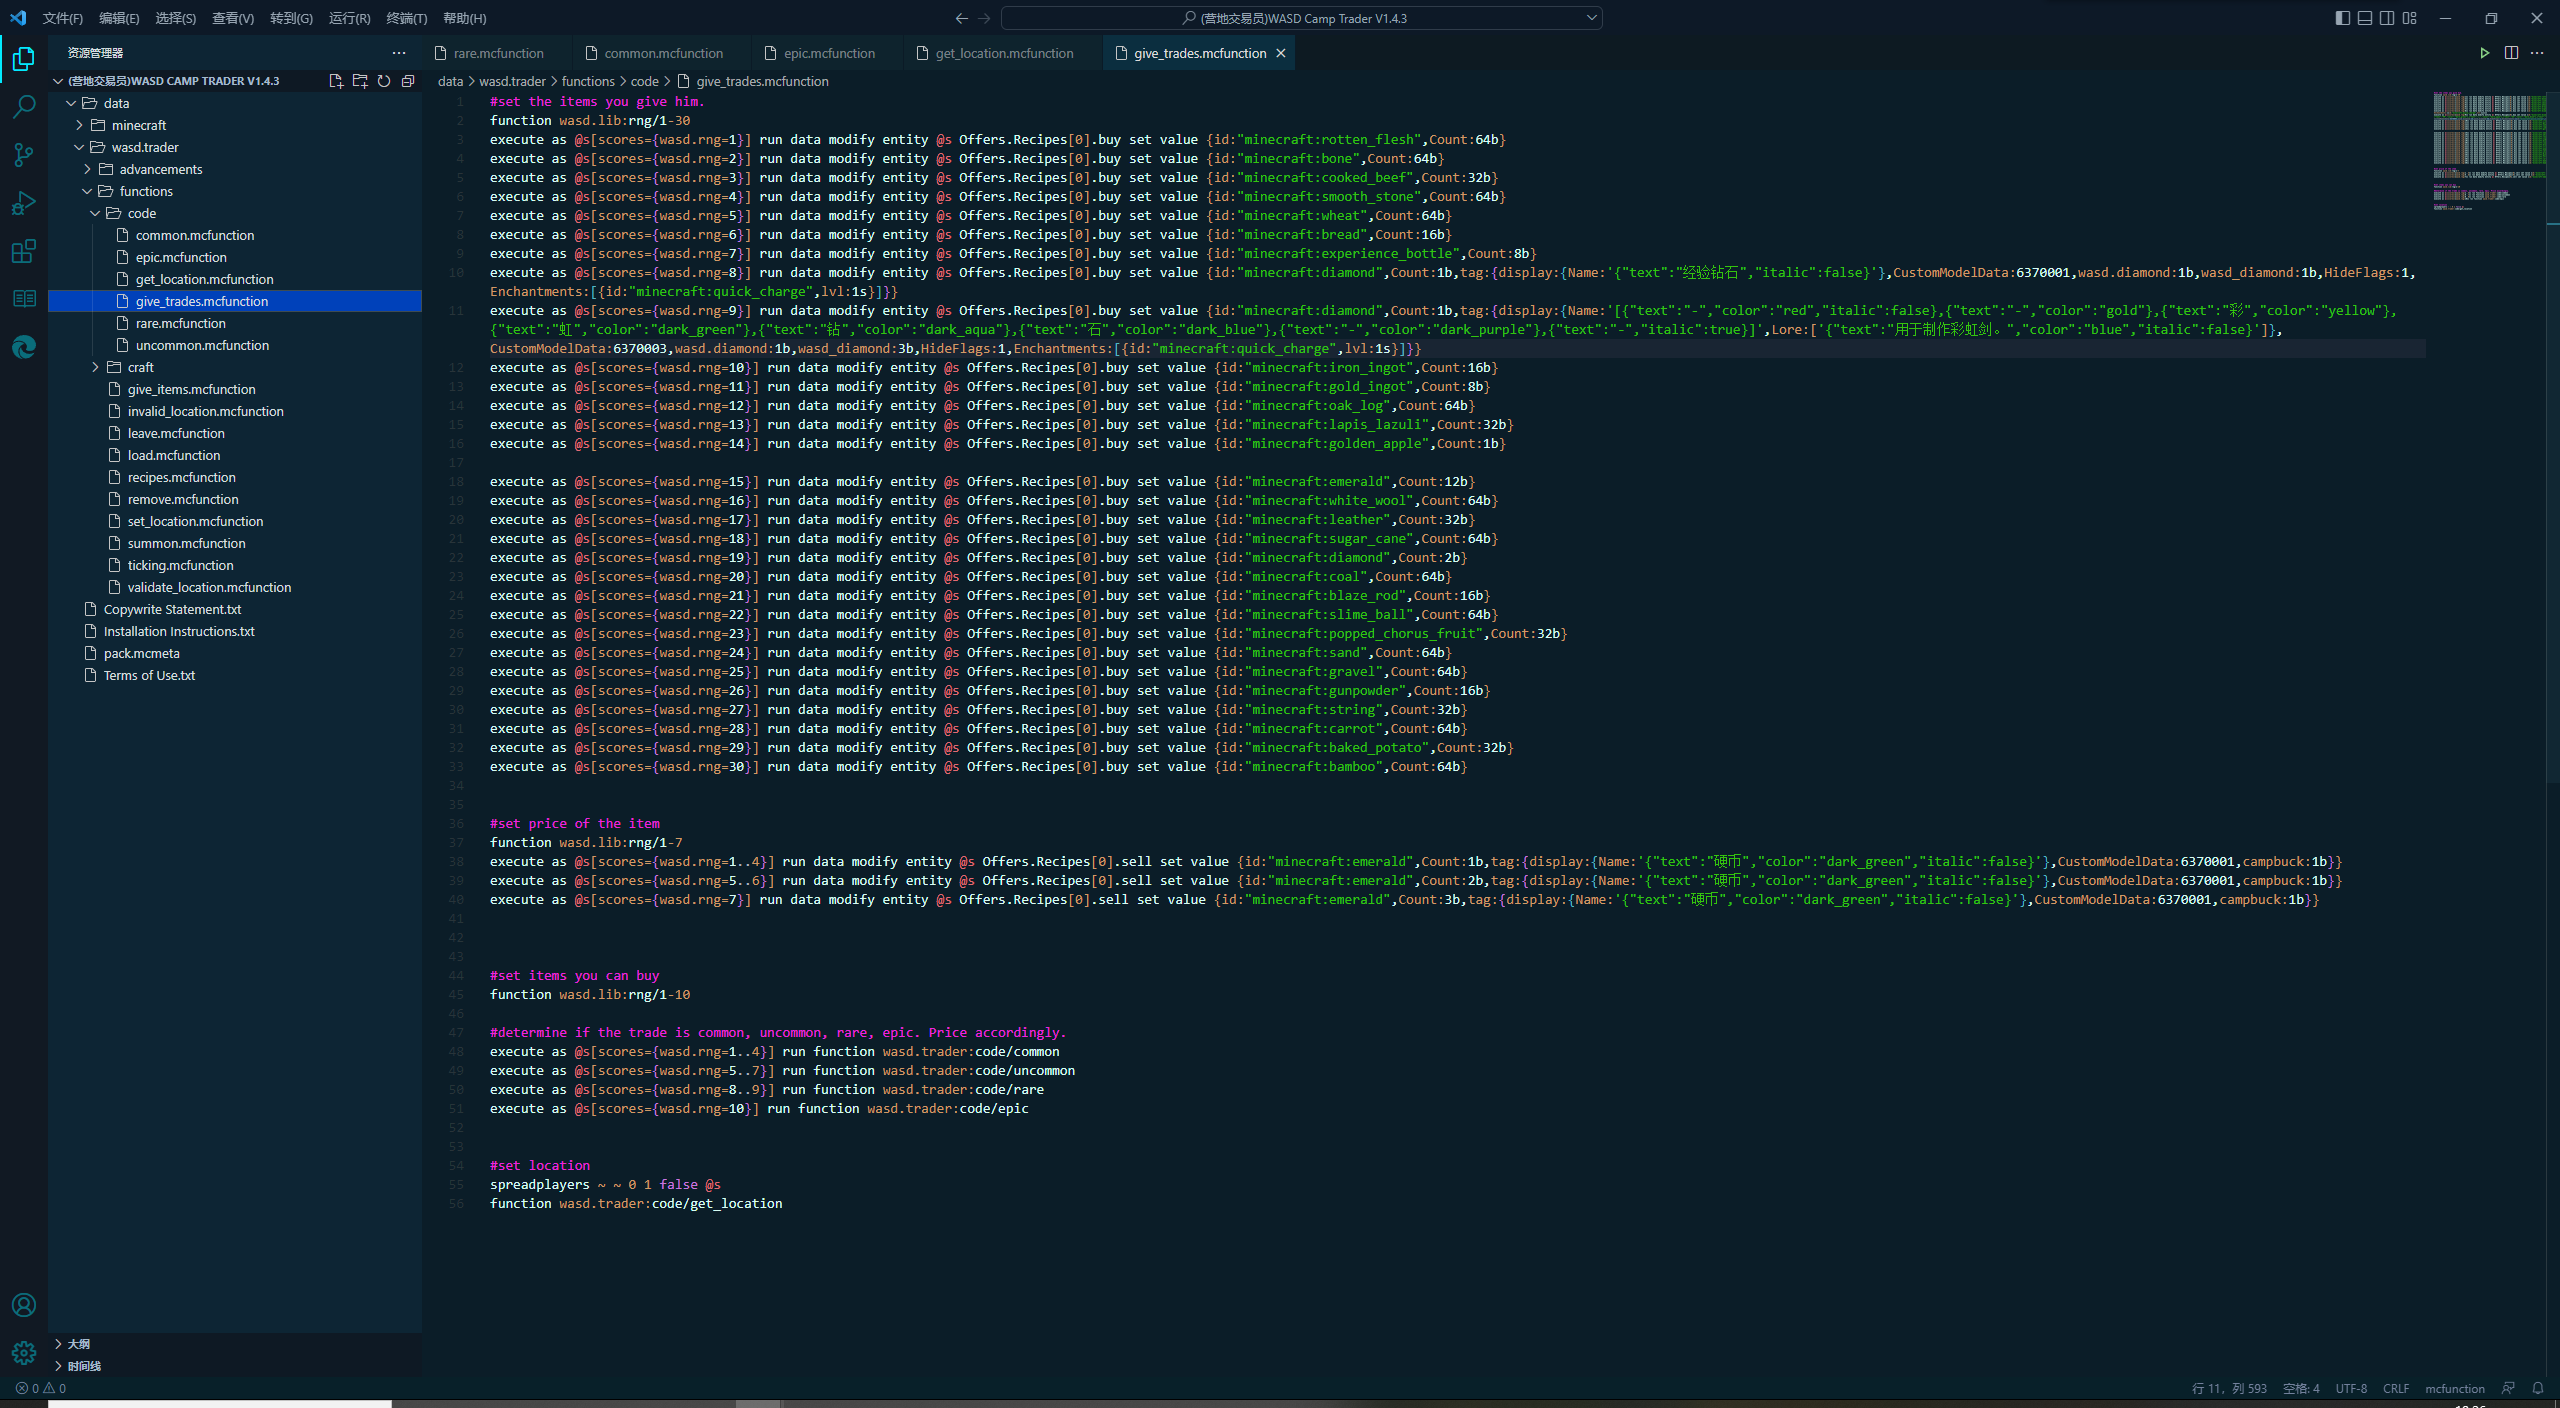 文件(F) 编辑(E) 选择(S) 查看(V) 转到(G) 运行(R) 终端(T) 帮助(H)
(营地交易员)WASD Camp Trader V1.4.3
资源管理器
(营地交易员)WASD CAMP TRADER V1.4.3
data
minecraft
wasd.trader
advancements
functions
code
common.mcfunction
epic.mcfunction
get_location.mcfunction
give_trades.mcfunction
rare.mcfunction
uncommon.mcfunction
craft
give_items.mcfunction
invalid_location.mcfunction
leave.mcfunction
load.mcfunction
recipes.mcfunction
remove.mcfunction
set_location.mcfunction
summon.mcfunction
ticking.mcfunction
validate_location.mcfunction
Copywrite Statement.txt
Installation Instructions.txt
pack.mcmeta
Terms of Use.txt
大纲
时间线
rare.mcfunction common.mcfunction epic.mcfunction get_location.mcfunction give_trades.mcfunction
data > wasd.trader > functions > code > give_trades.mcfunction
1 #set the items you give him.
2 function wasd.lib:rng/1-30
3 execute as @s[scores={wasd.rng=1}] run data modify entity @s Offers.Recipes[0].buy set value {id:"minecraft:rotten_flesh",Count:64b}
4 execute as @s[scores={wasd.rng=2}] run data modify entity @s Offers.Recipes[0].buy set value {id:"minecraft:bone",Count:64b}
5 execute as @s[scores={wasd.rng=3}] run data modify entity @s Offers.Recipes[0].buy set value {id:"minecraft:cooked_beef",Count:32b}
6 execute as @s[scores={wasd.rng=4}] run data modify entity @s Offers.Recipes[0].buy set value {id:"minecraft:smooth_stone",Count:64b}
7 execute as @s[scores={wasd.rng=5}] run data modify entity @s Offers.Recipes[0].buy set value {id:"minecraft:wheat",Count:64b}
8 execute as @s[scores={wasd.rng=6}] run data modify entity @s Offers.Recipes[0].buy set value {id:"minecraft:bread",Count:16b}
9 execute as @s[scores={wasd.rng=7}] run data modify entity @s Offers.Recipes[0].buy set value {id:"minecraft:experience_bottle",Count:8b}
10 execute as @s[scores={wasd.rng=8}] run data modify entity @s Offers.Recipes[0].buy set value {id:"minecraft:diamond",Count:1b,tag:{display:{Name:'{"text":"经验钻石","italic":false}'},CustomModelData:6370001,wasd.diamond:1b,wasd_diamond:1b,HideFlags:1,
Enchantments:[{id:"minecraft:quick_charge",lvl:1s}]}}
11 execute as @s[scores={wasd.rng=9}] run data modify entity @s Offers.Recipes[0].buy set value {id:"minecraft:diamond",Count:1b,tag:{display:{Name:'[{"text":"-","color":"red","italic":false},{"text":"-","color":"gold"},{"text":"彩","color":"yellow"},
{"text":"虹","color":"dark_green"},{"text":"钻","color":"dark_aqua"},{"text":"石","color":"dark_blue"},{"text":"-","color":"dark_purple"},{"text":"-","italic":true}]',Lore:['{"text":"用于制作彩虹剑。","color":"blue","italic":false}']},
CustomModelData:6370003,wasd.diamond:1b,wasd_diamond:3b,HideFlags:1,Enchantments:[{id:"minecraft:quick_charge",lvl:1s}]}}
12 execute as @s[scores={wasd.rng=10}] run data modify entity @s Offers.Recipes[0].buy set value {id:"minecraft:iron_ingot",Count:16b}
13 execute as @s[scores={wasd.rng=11}] run data modify entity @s Offers.Recipes[0].buy set value {id:"minecraft:gold_ingot",Count:8b}
14 execute as @s[scores={wasd.rng=12}] run data modify entity @s Offers.Recipes[0].buy set value {id:"minecraft:oak_log",Count:64b}
15 execute as @s[scores={wasd.rng=13}] run data modify entity @s Offers.Recipes[0].buy set value {id:"minecraft:lapis_lazuli",Count:32b}
16 execute as @s[scores={wasd.rng=14}] run data modify entity @s Offers.Recipes[0].buy set value {id:"minecraft:golden_apple",Count:1b}
17
18 execute as @s[scores={wasd.rng=15}] run data modify entity @s Offers.Recipes[0].buy set value {id:"minecraft:emerald",Count:12b}
19 execute as @s[scores={wasd.rng=16}] run data modify entity @s Offers.Recipes[0].buy set value {id:"minecraft:white_wool",Count:64b}
20 execute as @s[scores={wasd.rng=17}] run data modify entity @s Offers.Recipes[0].buy set value {id:"minecraft:leather",Count:32b}
21 execute as @s[scores={wasd.rng=18}] run data modify entity @s Offers.Recipes[0].buy set value {id:"minecraft:sugar_cane",Count:64b}
22 execute as @s[scores={wasd.rng=19}] run data modify entity @s Offers.Recipes[0].buy set value {id:"minecraft:diamond",Count:2b}
23 execute as @s[scores={wasd.rng=20}] run data modify entity @s Offers.Recipes[0].buy set value {id:"minecraft:coal",Count:64b}
24 execute as @s[scores={wasd.rng=21}] run data modify entity @s Offers.Recipes[0].buy set value {id:"minecraft:blaze_rod",Count:16b}
25 execute as @s[scores={wasd.rng=22}] run data modify entity @s Offers.Recipes[0].buy set value {id:"minecraft:slime_ball",Count:64b}
26 execute as @s[scores={wasd.rng=23}] run data modify entity @s Offers.Recipes[0].buy set value {id:"minecraft:popped_chorus_fruit",Count:32b}
27 execute as @s[scores={wasd.rng=24}] run data modify entity @s Offers.Recipes[0].buy set value {id:"minecraft:sand",Count:64b}
28 execute as @s[scores={wasd.rng=25}] run data modify entity @s Offers.Recipes[0].buy set value {id:"minecraft:gravel",Count:64b}
29 execute as @s[scores={wasd.rng=26}] run data modify entity @s Offers.Recipes[0].buy set value {id:"minecraft:gunpowder",Count:16b}
30 execute as @s[scores={wasd.rng=27}] run data modify entity @s Offers.Recipes[0].buy set value {id:"minecraft:string",Count:32b}
31 execute as @s[scores={wasd.rng=28}] run data modify entity @s Offers.Recipes[0].buy set value {id:"minecraft:carrot",Count:64b}
32 execute as @s[scores={wasd.rng=29}] run data modify entity @s Offers.Recipes[0].buy set value {id:"minecraft:baked_potato",Count:32b}
33 execute as @s[scores={wasd.rng=30}] run data modify entity @s Offers.Recipes[0].buy set value {id:"minecraft:bamboo",Count:64b}
34
35
36 #set price of the item
37 function wasd.lib:rng/1-7
38 execute as @s[scores={wasd.rng=1..4}] run data modify entity @s Offers.Recipes[0].sell set value {id:"minecraft:emerald",Count:1b,tag:{display:{Name:'{"text":"硬币","color":"dark_green","italic":false}'},CustomModelData:6370001,campbuck:1b}}
39 execute as @s[scores={wasd.rng=5..6}] run data modify entity @s Offers.Recipes[0].sell set value {id:"minecraft:emerald",Count:2b,tag:{display:{Name:'{"text":"硬币","color":"dark_green","italic":false}'},CustomModelData:6370001,campbuck:1b}}
40 execute as @s[scores={wasd.rng=7}] run data modify entity @s Offers.Recipes[0].sell set value {id:"minecraft:emerald",Count:3b,tag:{display:{Name:'{"text":"硬币","color":"dark_green","italic":false}'},CustomModelData:6370001,campbuck:1b}}
41
42
43
44 #set items you can buy
45 function wasd.lib:rng/1-10
46
47 #determine if the trade is common, uncommon, rare, epic. Price accordingly.
48 execute as @s[scores={wasd.rng=1..4}] run function wasd.trader:code/common
49 execute as @s[scores={wasd.rng=5..7}] run function wasd.trader:code/uncommon
50 execute as @s[scores={wasd.rng=8..9}] run function wasd.trader:code/rare
51 execute as @s[scores={wasd.rng=10}] run function wasd.trader:code/epic
52
53
54 #set location
55 spreadplayers ~ ~ 0 1 false @s
56 function wasd.trader:code/get_location
0 0
行 11，列 593 空格: 4 UTF-8 CRLF mcfunction